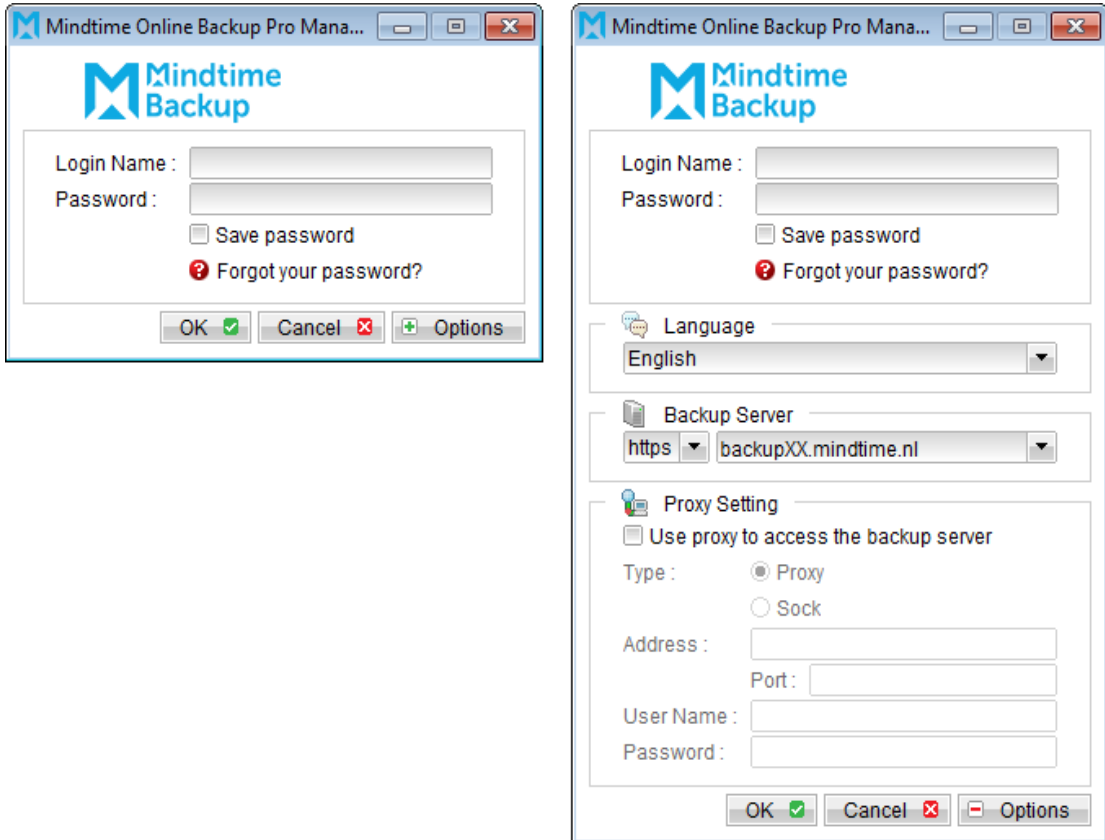 Mindtime Online Backup Pro Mana...
Mindtime
Backup
Login Name :
Password :
Save password
Forgot your password?
OK Cancel Options
Mindtime Online Backup Pro Mana...
Mindtime
Backup
Login Name :
Password :
Save password
Forgot your password?
Language
English
Backup Server
https backupXX.mindtime.nl
Proxy Setting
Use proxy to access the backup server
Type : Proxy
Sock
Address :
Port :
User Name :
Password :
OK Cancel Options